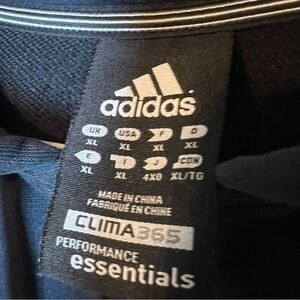 adidas
UK USA F D
XL XL XL XL
E I J CDN
XL XL 4XO XL/TG
MADE IN CHINA
FABRIQUÉ EN CHINE
CLIMA365
PERFORMANCE
essentials